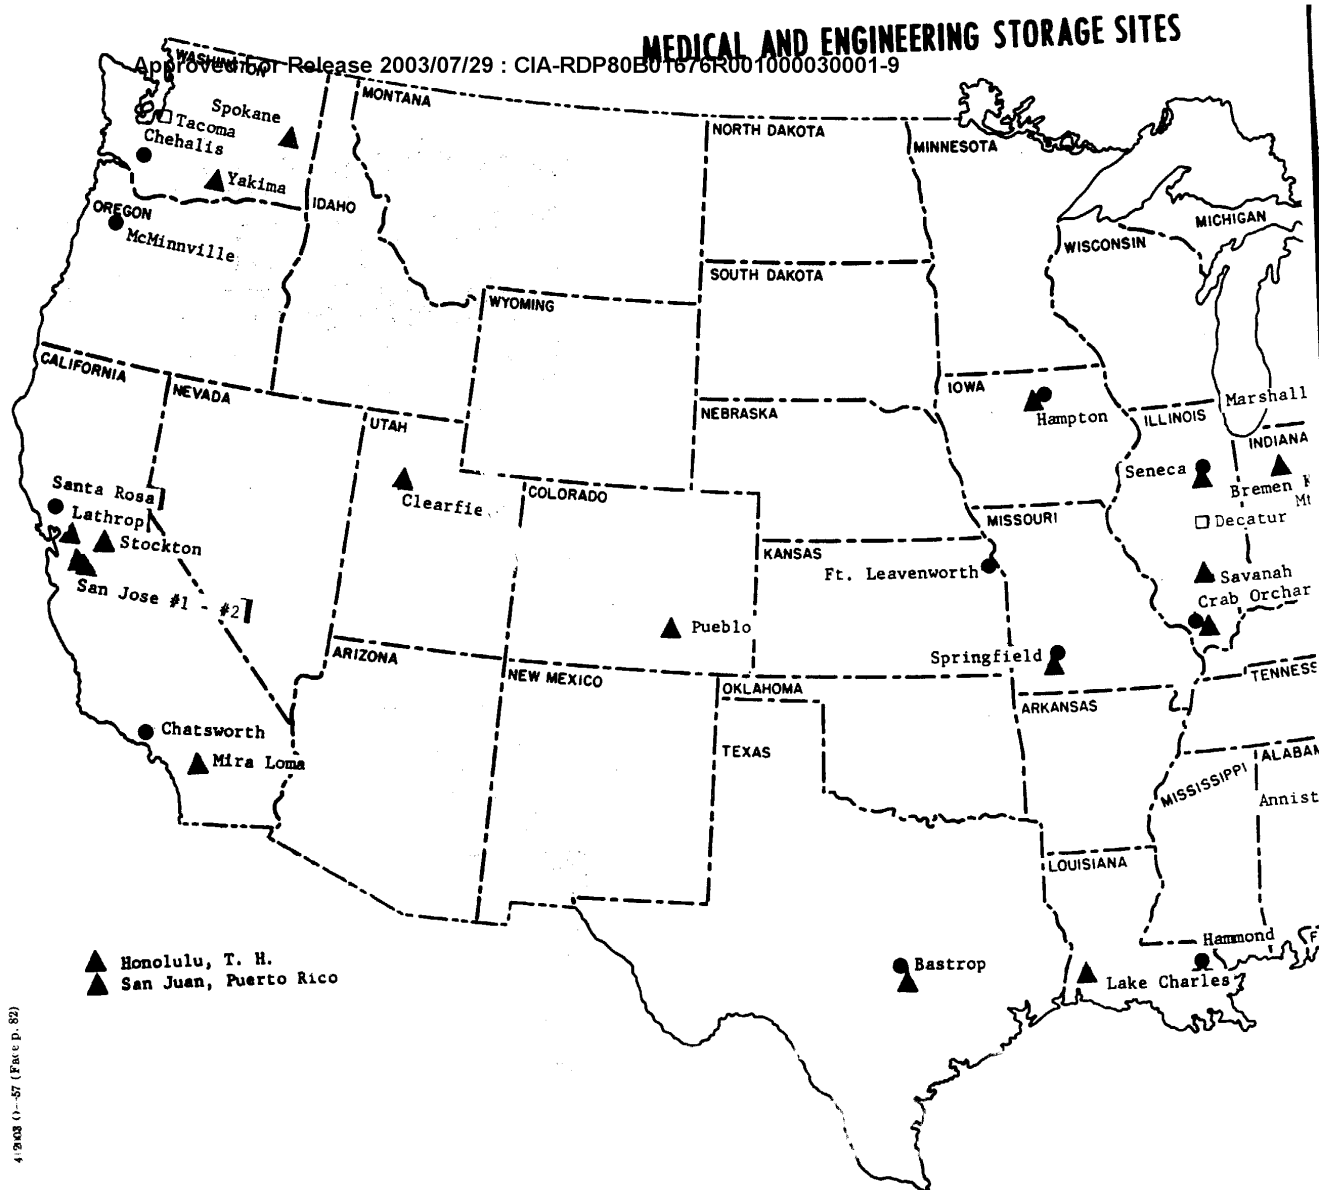 MEDICAL AND ENGINEERING STORAGE SITES
Approved For Release 2003/07/29 : CIA-RDP80B01676R001000030001-9
WASHINGTON
Spokane
Tacoma
Chehalis
Yakima
MONTANA
NORTH DAKOTA
MINNESOTA
IDAHO
OREGON
McMinnville
MICHIGAN
WISCONSIN
SOUTH DAKOTA
WYOMING
CALIFORNIA
NEVADA
UTAH
NEBRASKA
IOWA
Hampton
ILLINOIS
Marshall
INDIANA
Seneca
Bremen
Decatur
Santa Rosa
Lathrop
Stockton
San Jose #1 - #2
Clearfie
COLORADO
MISSOURI
KANSAS
Ft. Leavenworth
Savanah
Crab Orchar
Pueblo
Springfield
ARIZONA
NEW MEXICO
OKLAHOMA
ARKANSAS
TENNESS
Chatsworth
Mira Loma
TEXAS
MISSISSIPPI
ALABAM
Annist
LOUISIANA
Hammond
Bastrop
Lake Charles
Honolulu, T. H.
San Juan, Puerto Rico
(Face p. 82)